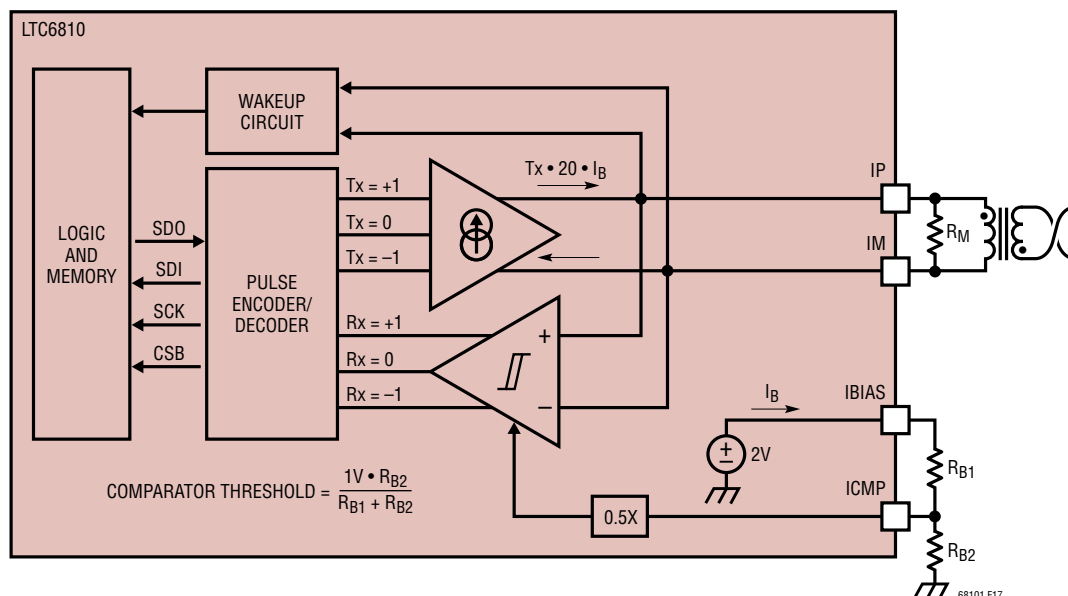 LTC6810
WAKEUP
CIRCUIT
Tx • 20 • IB
IP
Tx = +1
LOGIC
AND
MEMORY
SDO
SDI
SCK
CSB
PULSE
ENCODER/
DECODER
Tx = 0
Tx = –1
RM
IM
Rx = +1
Rx = 0
Rx = –1
+
–
IB
IBIAS
+
–
2V
RB1
ICMP
COMPARATOR THRESHOLD = 1V • RB2
RB1 + RB2
0.5X
RB2
68101 F17